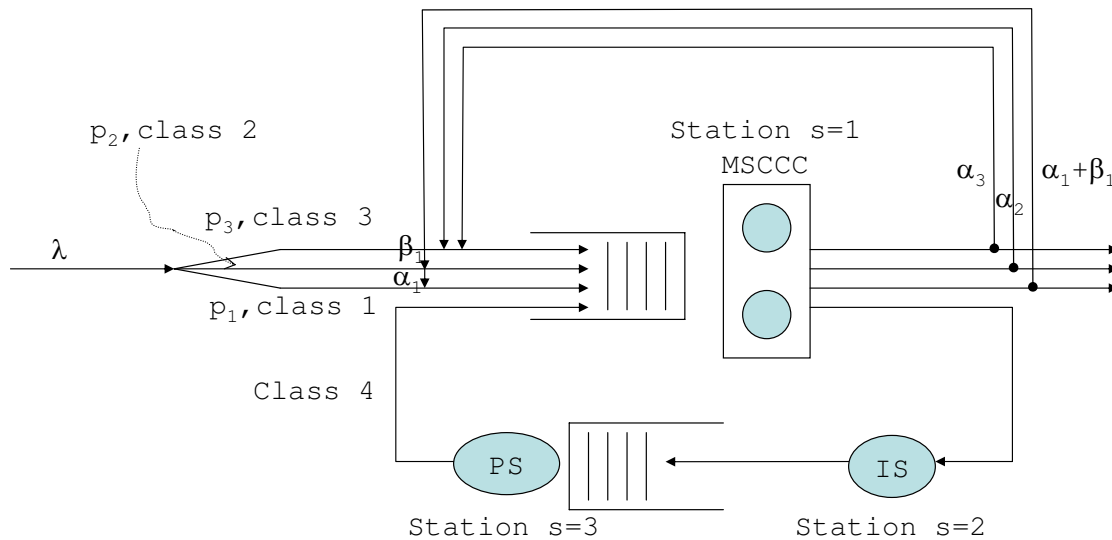 Station s=1
MSCCC
p2,class 2
p3,class 3
α3
α2
α1+β1
λ
β1
α1
p1,class 1
Class 4
PS
IS
Station s=3
Station s=2